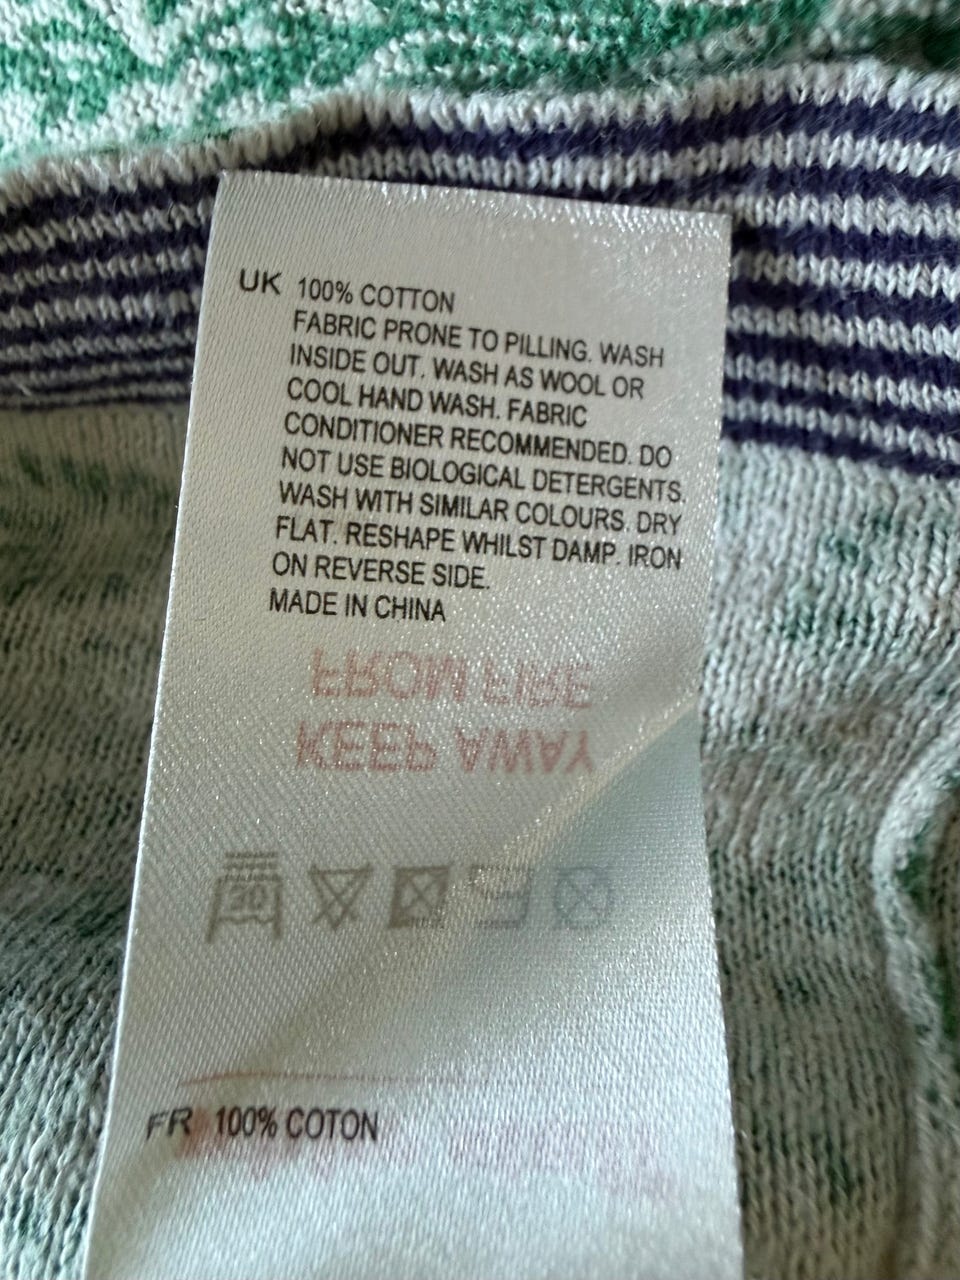 UK 100% COTTON
FABRIC PRONE TO PILLING. WASH
INSIDE OUT. WASH AS WOOL OR
COOL HAND WASH. FABRIC
CONDITIONER RECOMMENDED. DO
NOT USE BIOLOGICAL DETERGENTS.
WASH WITH SIMILAR COLOURS. DRY
FLAT. RESHAPE WHILST DAMP. IRON
ON REVERSE SIDE.
MADE IN CHINA
KEEP AWAY
FROM FIRE
30
FR 100% COTON